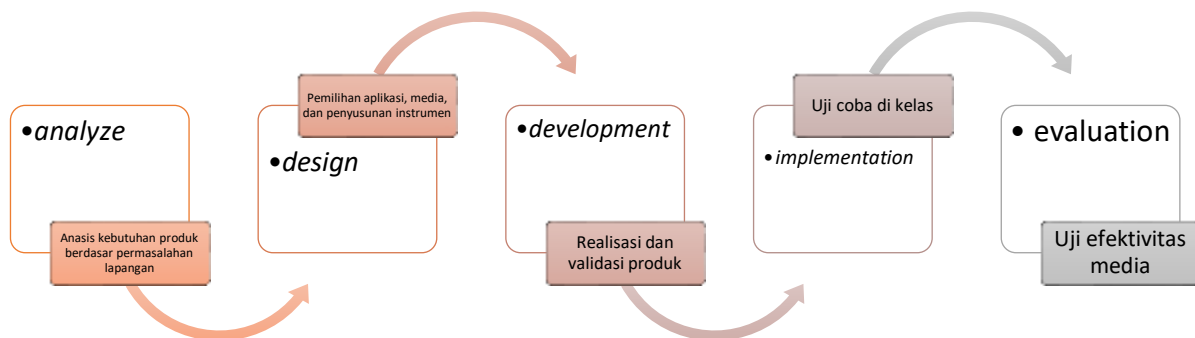 •analyze
Anasis kebutuhan produk
berdasar permasalahan
lapangan
Pemilihan aplikasi, media,
dan penyusunan instrumen
•design
•development
Realisasi dan
validasi produk
Uji coba di kelas
•implementation
• evaluation
Uji efektivitas
media